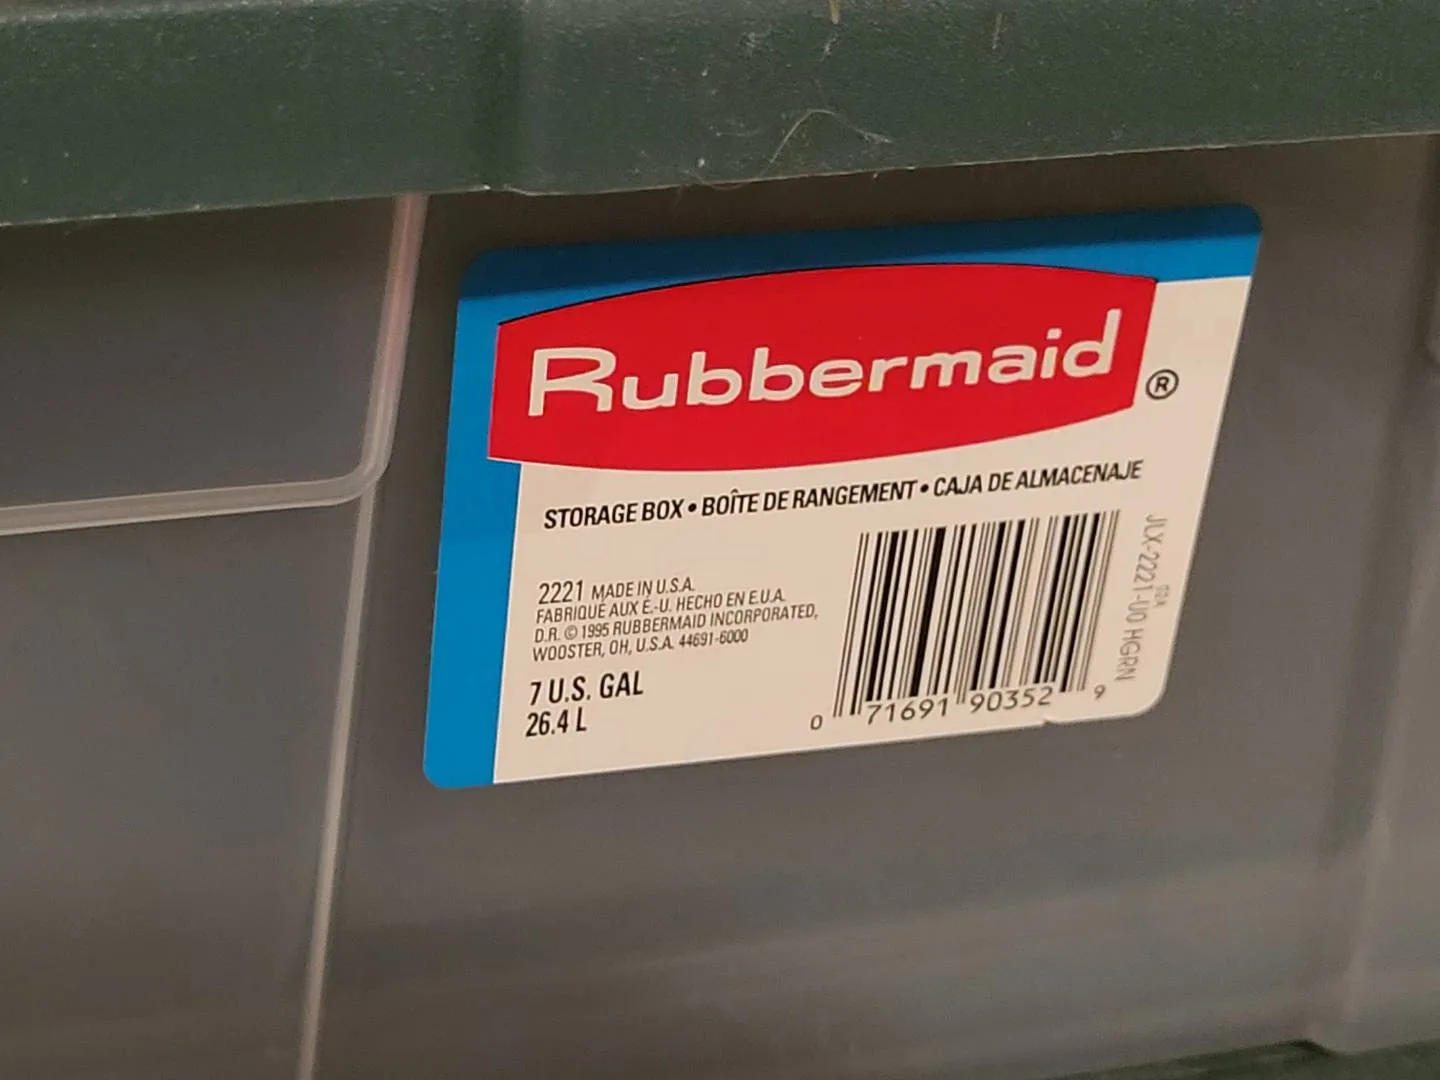 Rubbermaid®
STORAGE BOX • BOÎTE DE RANGEMENT • CAJA DE ALMACENAJE
2221 MADE IN U.S.A.
FABRIQUÉ AUX É.-U. HECHO EN E.U.A.
D.R. © 1995 RUBBERMAID INCORPORATED,
WOOSTER, OH, U.S.A. 44691-6000
7 U.S. GAL
26.4 L
0 71691 90352 9
JLX-2221-00 HGRN